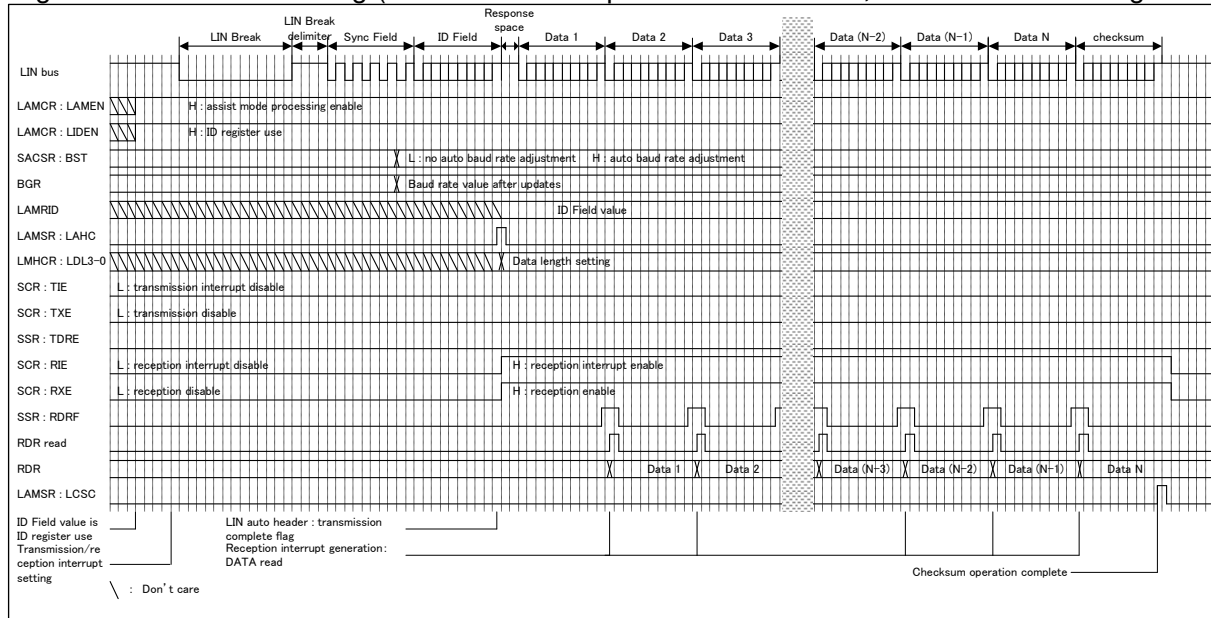 Response
space
LIN Break
delimiter
LIN Break
Sync Field
ID Field
Data 1
Data 2
Data 3
Data (N-2)
Data (N-1)
Data N
checksum
LIN bus
LAMCR : LAMEN
H : assist mode processing enable
LAMCR : LIDEN
H : ID register use
SACSR : BST
L : no auto baud rate adjustment H : auto baud rate adjustment
BGR
Baud rate value after updates
LAMRID
ID Field value
LAMSR : LAHC
LMHCR : LDL3-0
Data length setting
SCR : TIE
L : transmission interrupt disable
SCR : TXE
L : transmission disable
SSR : TDRE
SCR : RIE
L : reception interrupt disable
H : reception interrupt enable
SCR : RXE
L : reception disable
H : reception enable
SSR : RDRF
RDR read
RDR
Data 1
Data 2
Data (N-3)
Data (N-2)
Data (N-1)
Data N
LAMSR : LCSC
ID Field value is
ID register use
Transmission/re
ception interrupt
setting
LIN auto header : transmission
complete flag
Reception interrupt generation:
DATA read
Checksum operation complete
\ : Don't care